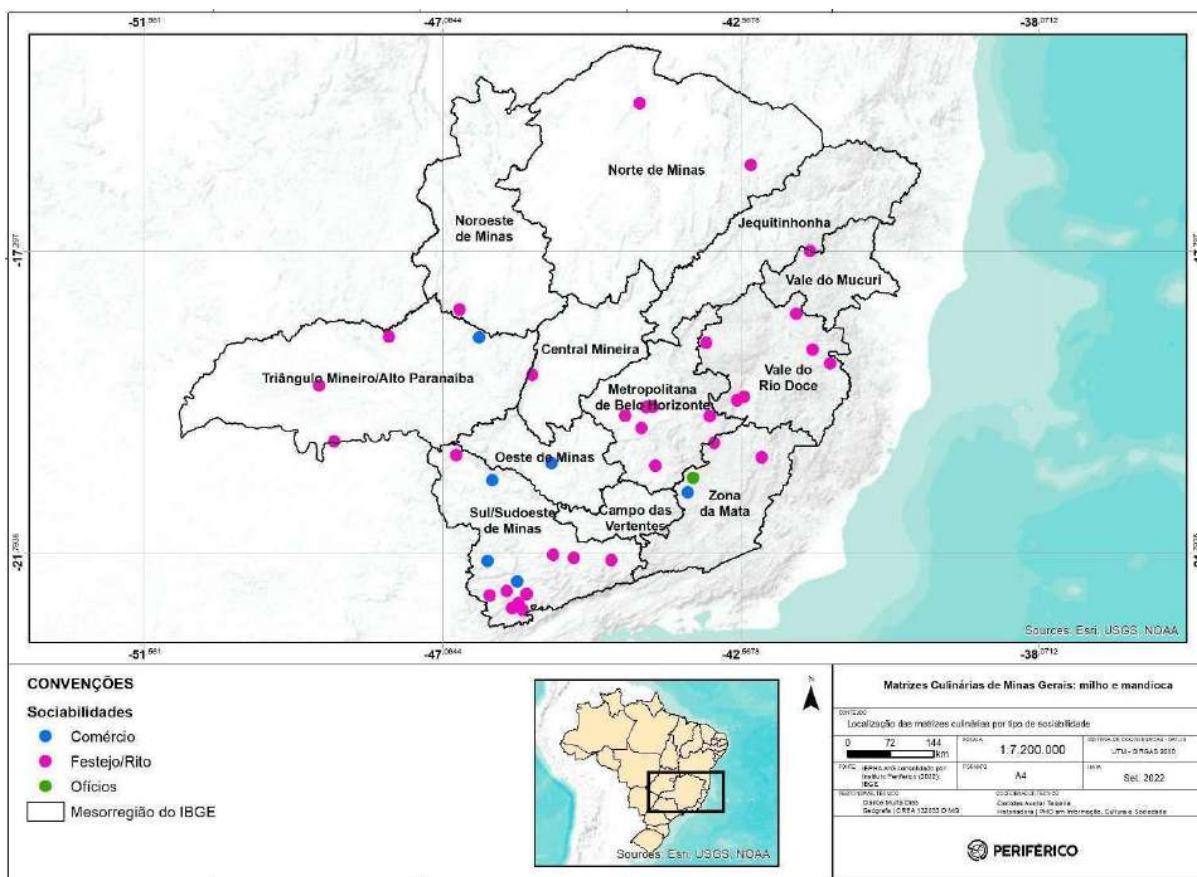 -51,561
-47,0844
-42,5678
-38,0712
Norte de Minas
Jequitinhonha
Noroeste
de Minas
-17,297
-17,297
Vale do Mucuri
Central Mineira
Vale do
Rio Doce
Triângulo Mineiro/Alto Paranaiba
Metropolitana
de Belo Horizonte
Oeste de Minas
Zona
da Mata
Campo das
Vertentes
Sul/Sudoeste
de Minas
Sources: Esri, USGS, NOAA
-47,0844
-42,5678
-38,0712
CONVENÇÕES
Sociabilidades
Comércio
Festejo/Rito
Ofícios
Mesorregião do IBGE
Sources: Esri, USGS, NOAA
N
Matrizes Culinárias de Minas Gerais: milho e mandioca
Localização das matrizes culinárias por tipo de sociabilidade
0 72 144
km
1:7.200.000
A4
Set. 2022
PERIFÉRICO